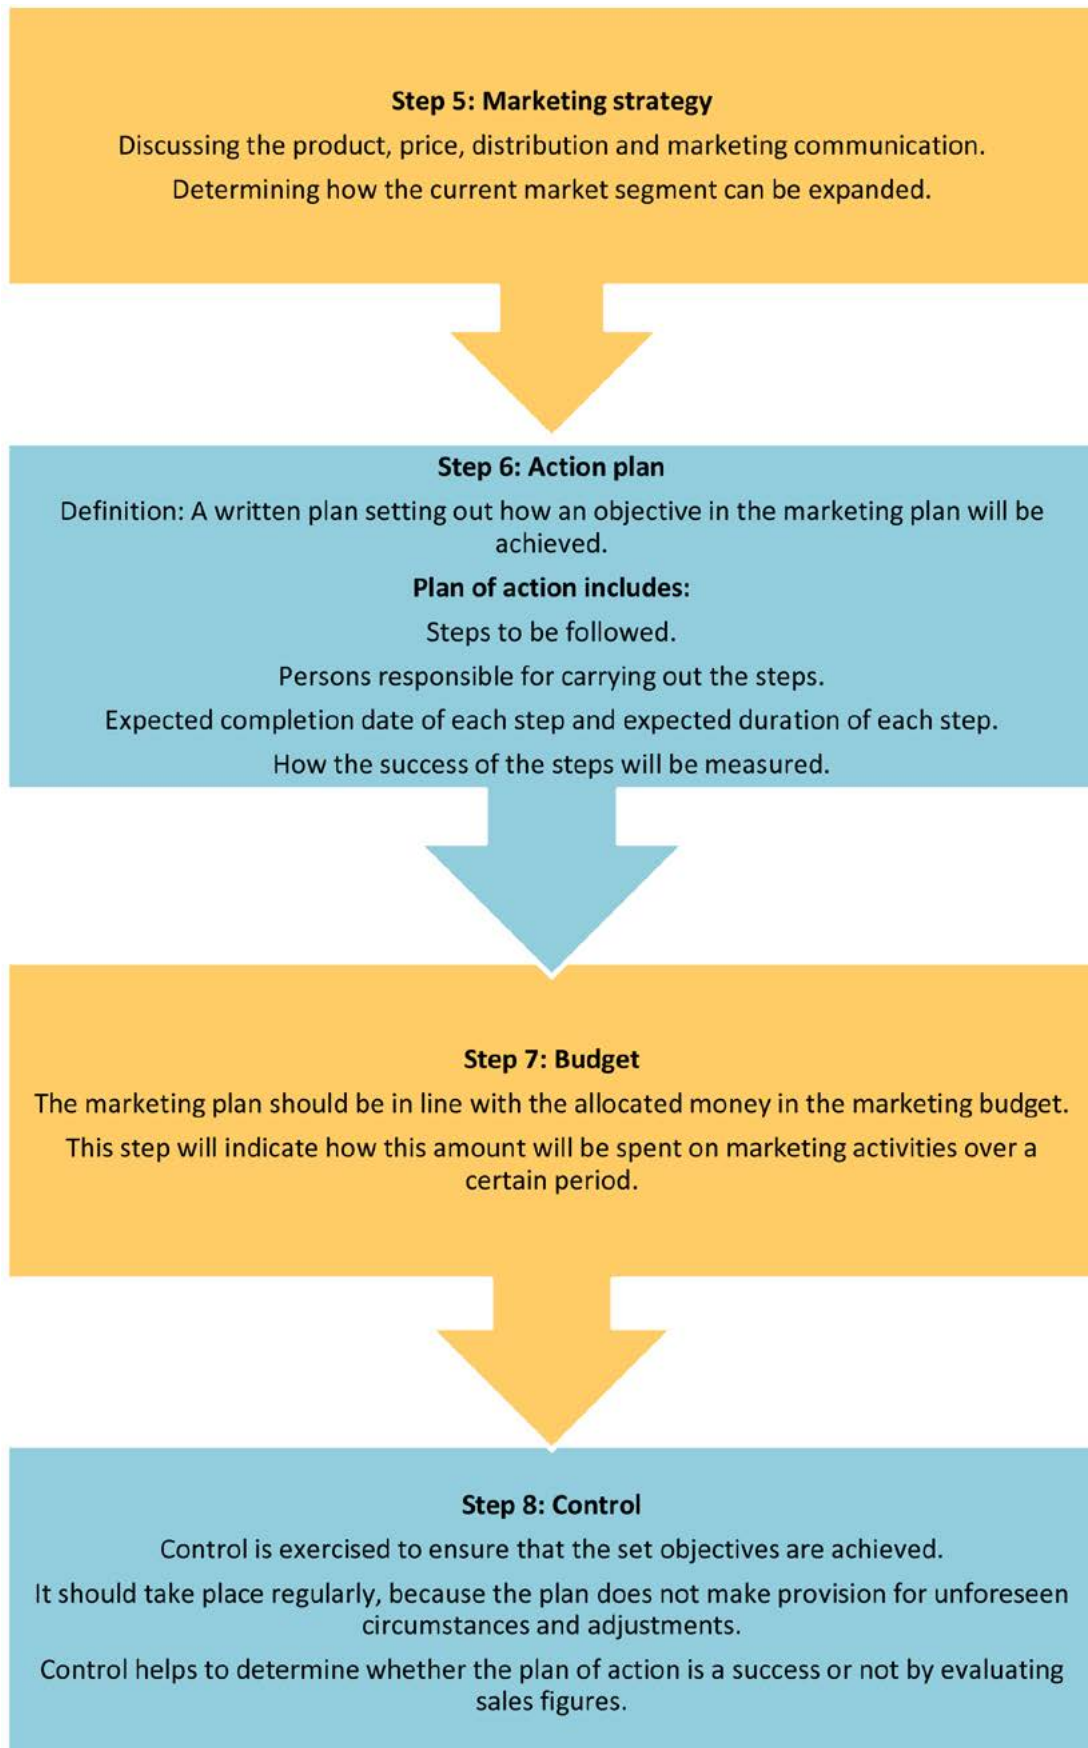 Step 5: Marketing strategy
Discussing the product, price, distribution and marketing communication.
Determining how the current market segment can be expanded.
Step 6: Action plan
Definition: A written plan setting out how an objective in the marketing plan will be
achieved.
Plan of action includes:
Steps to be followed.
Persons responsible for carrying out the steps.
Expected completion date of each step and expected duration of each step.
How the success of the steps will be measured.
Step 7: Budget
The marketing plan should be in line with the allocated money in the marketing budget.
This step will indicate how this amount will be spent on marketing activities over a
certain period.
Step 8: Control
Control is exercised to ensure that the set objectives are achieved.
It should take place regularly, because the plan does not make provision for unforeseen
circumstances and adjustments.
Control helps to determine whether the plan of action is a success or not by evaluating
sales figures.